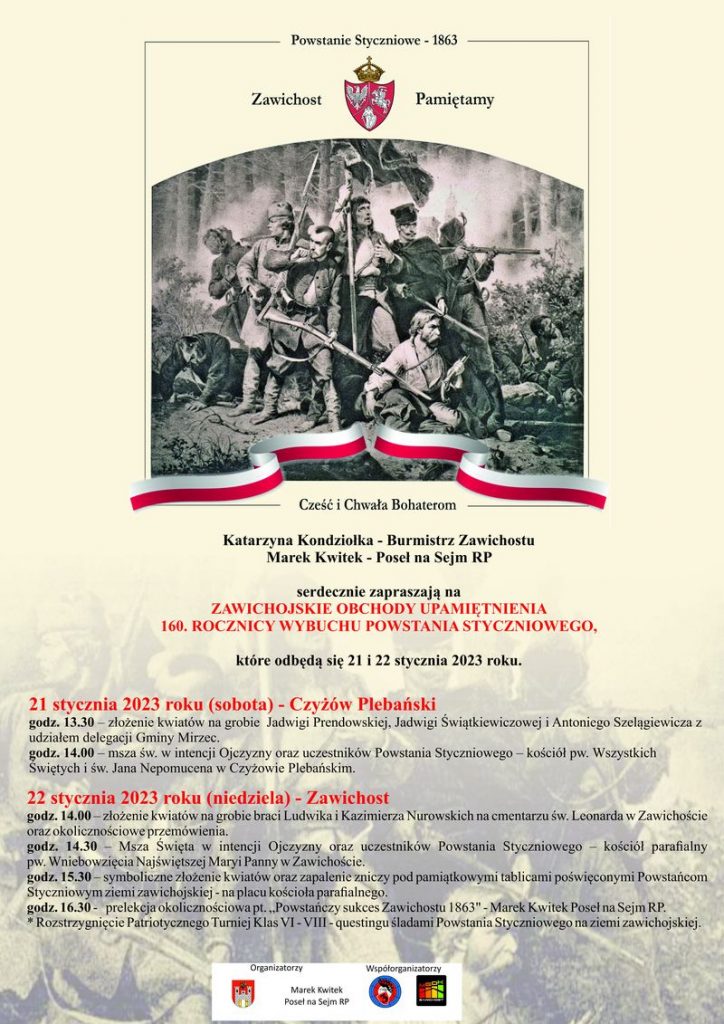 Powstanie Styczniowe - 1863
Zawichost Pamiętamy
Cześć i Chwała Bohaterom
Katarzyna Kondziołka - Burmistrz Zawichostu
Marek Kwitek - Poseł na Sejm RP
serdecznie zapraszają na
ZAWICHOJSKIE OBCHODY UPAMIĘTNIENIA
160. ROCZNICY WYBUCHU POWSTANIA STYCZNIOWEGO,
które odbędą się 21 i 22 stycznia 2023 roku.
21 stycznia 2023 roku (sobota) - Czyżów Plebański
godz. 13.30 – złożenie kwiatów na grobie Jadwigi Prendowskiej, Jadwigi Świątkiewiczowej i Antoniego Szelągiewicza z
udziałem delegacji Gminy Mirzec.
godz. 14.00 – msza św. w intencji Ojczyzny oraz uczestników Powstania Styczniowego – kościół pw. Wszystkich
Świętych i św. Jana Nepomucena w Czyżowie Plebańskim.
22 stycznia 2023 roku (niedziela) - Zawichost
godz. 14.00 – złożenie kwiatów na grobie braci Ludwika i Kazimierza Nurowskich na cmentarzu św. Leonarda w Zawichoście
oraz okolicznościowe przemówienia.
godz. 14.30 – Msza Święta w intencji Ojczyzny oraz uczestników Powstania Styczniowego – kościół parafialny
pw. Wniebowzięcia Najświętszej Maryi Panny w Zawichoście.
godz. 15.30 – symboliczne złożenie kwiatów oraz zapalenie zniczy pod pamiątkowymi tablicami poświęconymi Powstańcom
Styczniowym ziemi zawichojskiej - na placu kościoła parafialnego.
godz. 16.30 - prelekcja okolicznościowa pt. „Powstańczy sukces Zawichostu 1863" - Marek Kwitek Poseł na Sejm RP.
* Rozstrzygnięcie Patriotycznego Turniej Klas VI - VIII - questingu śladami Powstania Styczniowego na ziemi zawichojskiej.
Organizatorzy Współorganizatorzy
Marek Kwitek
Poseł na Sejm RP